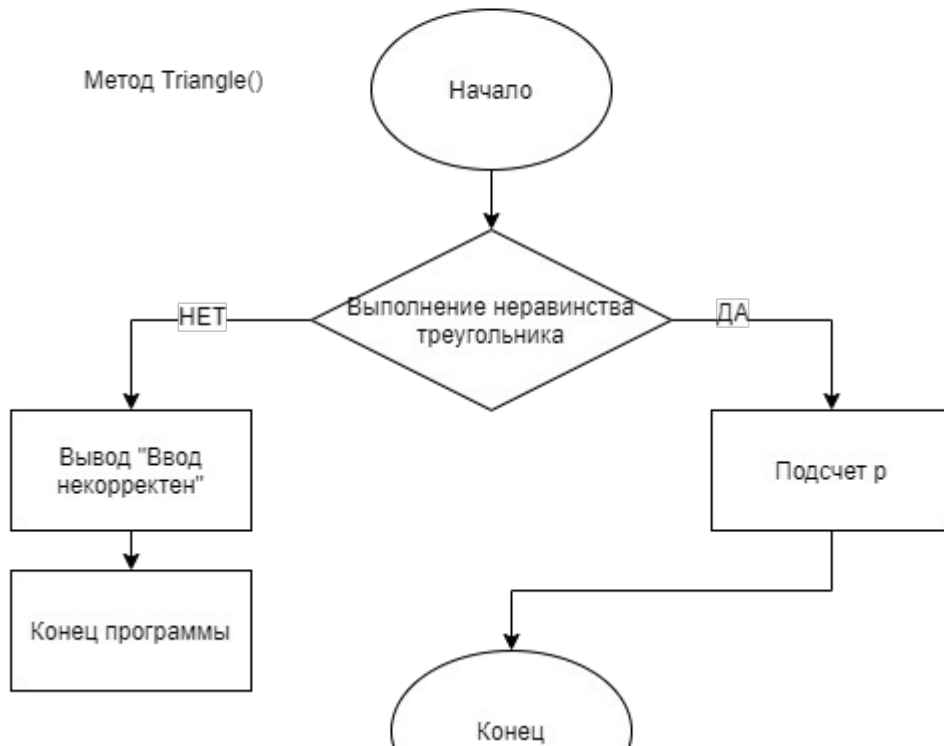 Метод Triangle()
Начало
Выполнение неравинства
треугольника
НЕТ
ДА
Вывод "Ввод
некорректен"
Подсчет р
Конец программы
Конец